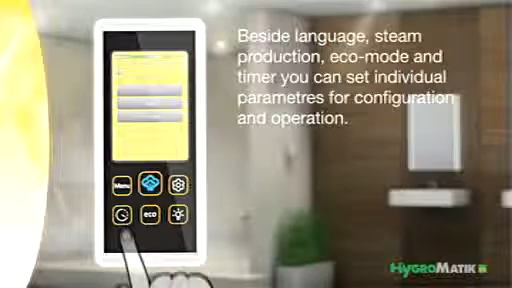 Beside language, steam
production, eco-mode and
timer you can set individual
parametres for configuration
and operation.
Menu
eco
HYGROMATIK